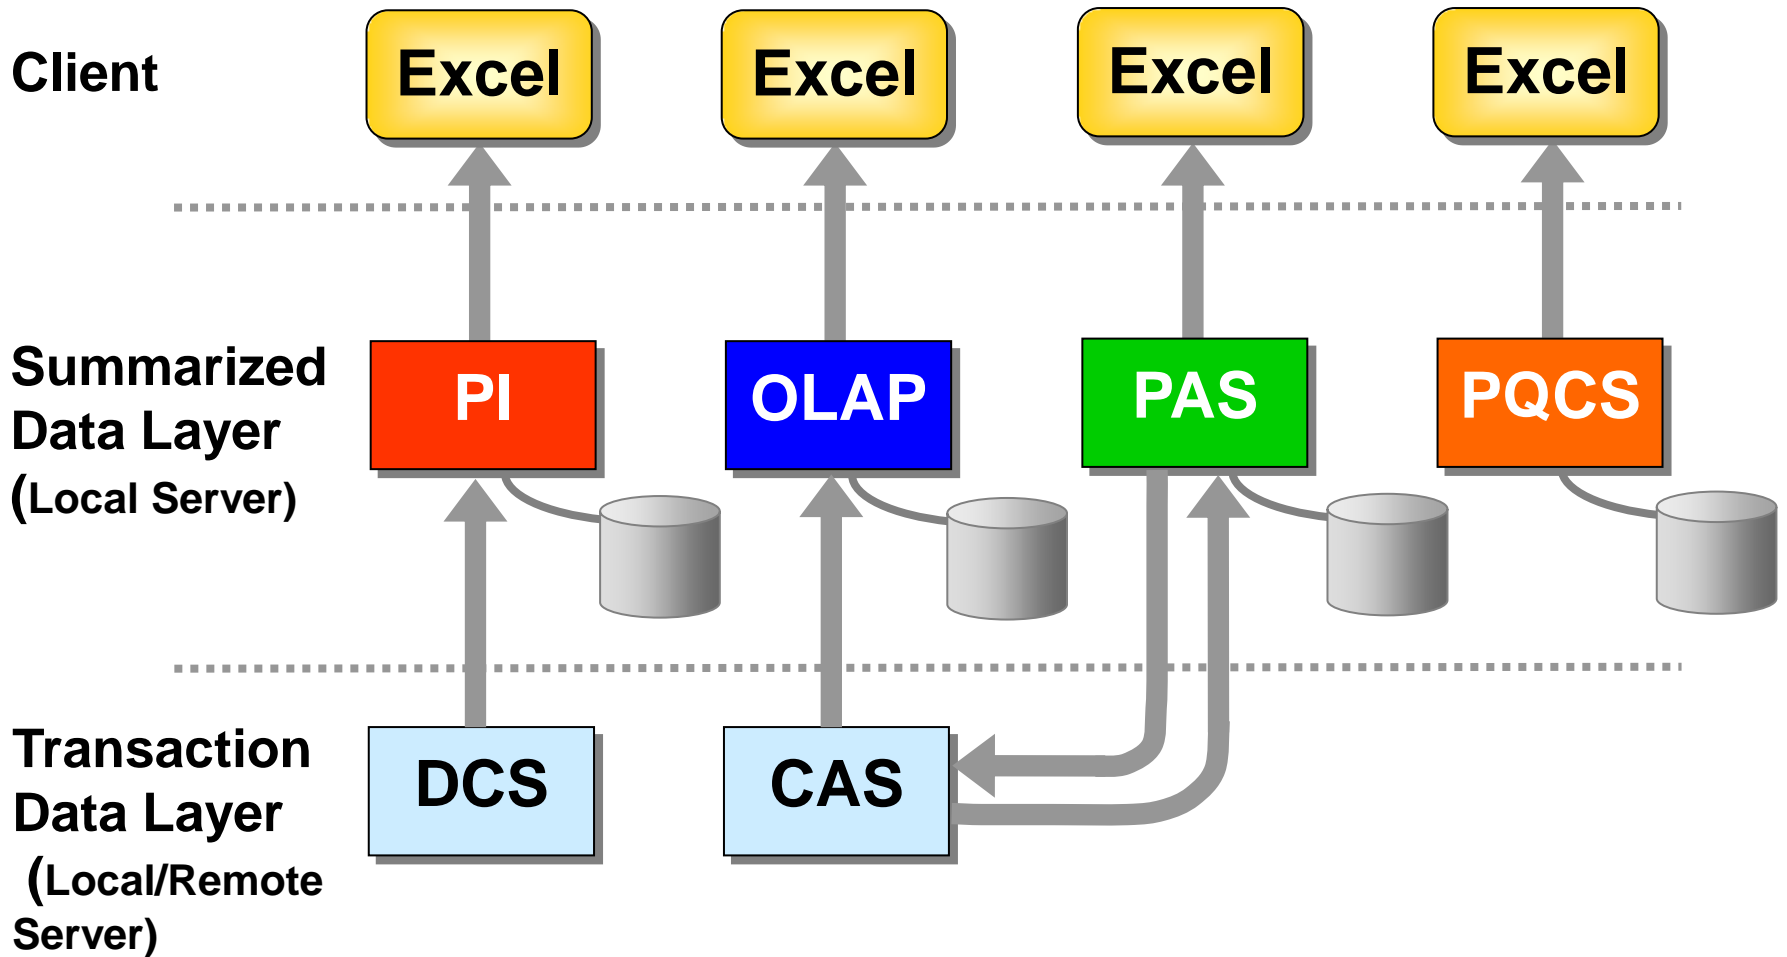 Client
Excel
Excel
Excel
Excel
Summarized
Data Layer
(Local Server)
PI
OLAP
PAS
PQCS
Transaction
Data Layer
(Local/Remote
Server)
DCS
CAS